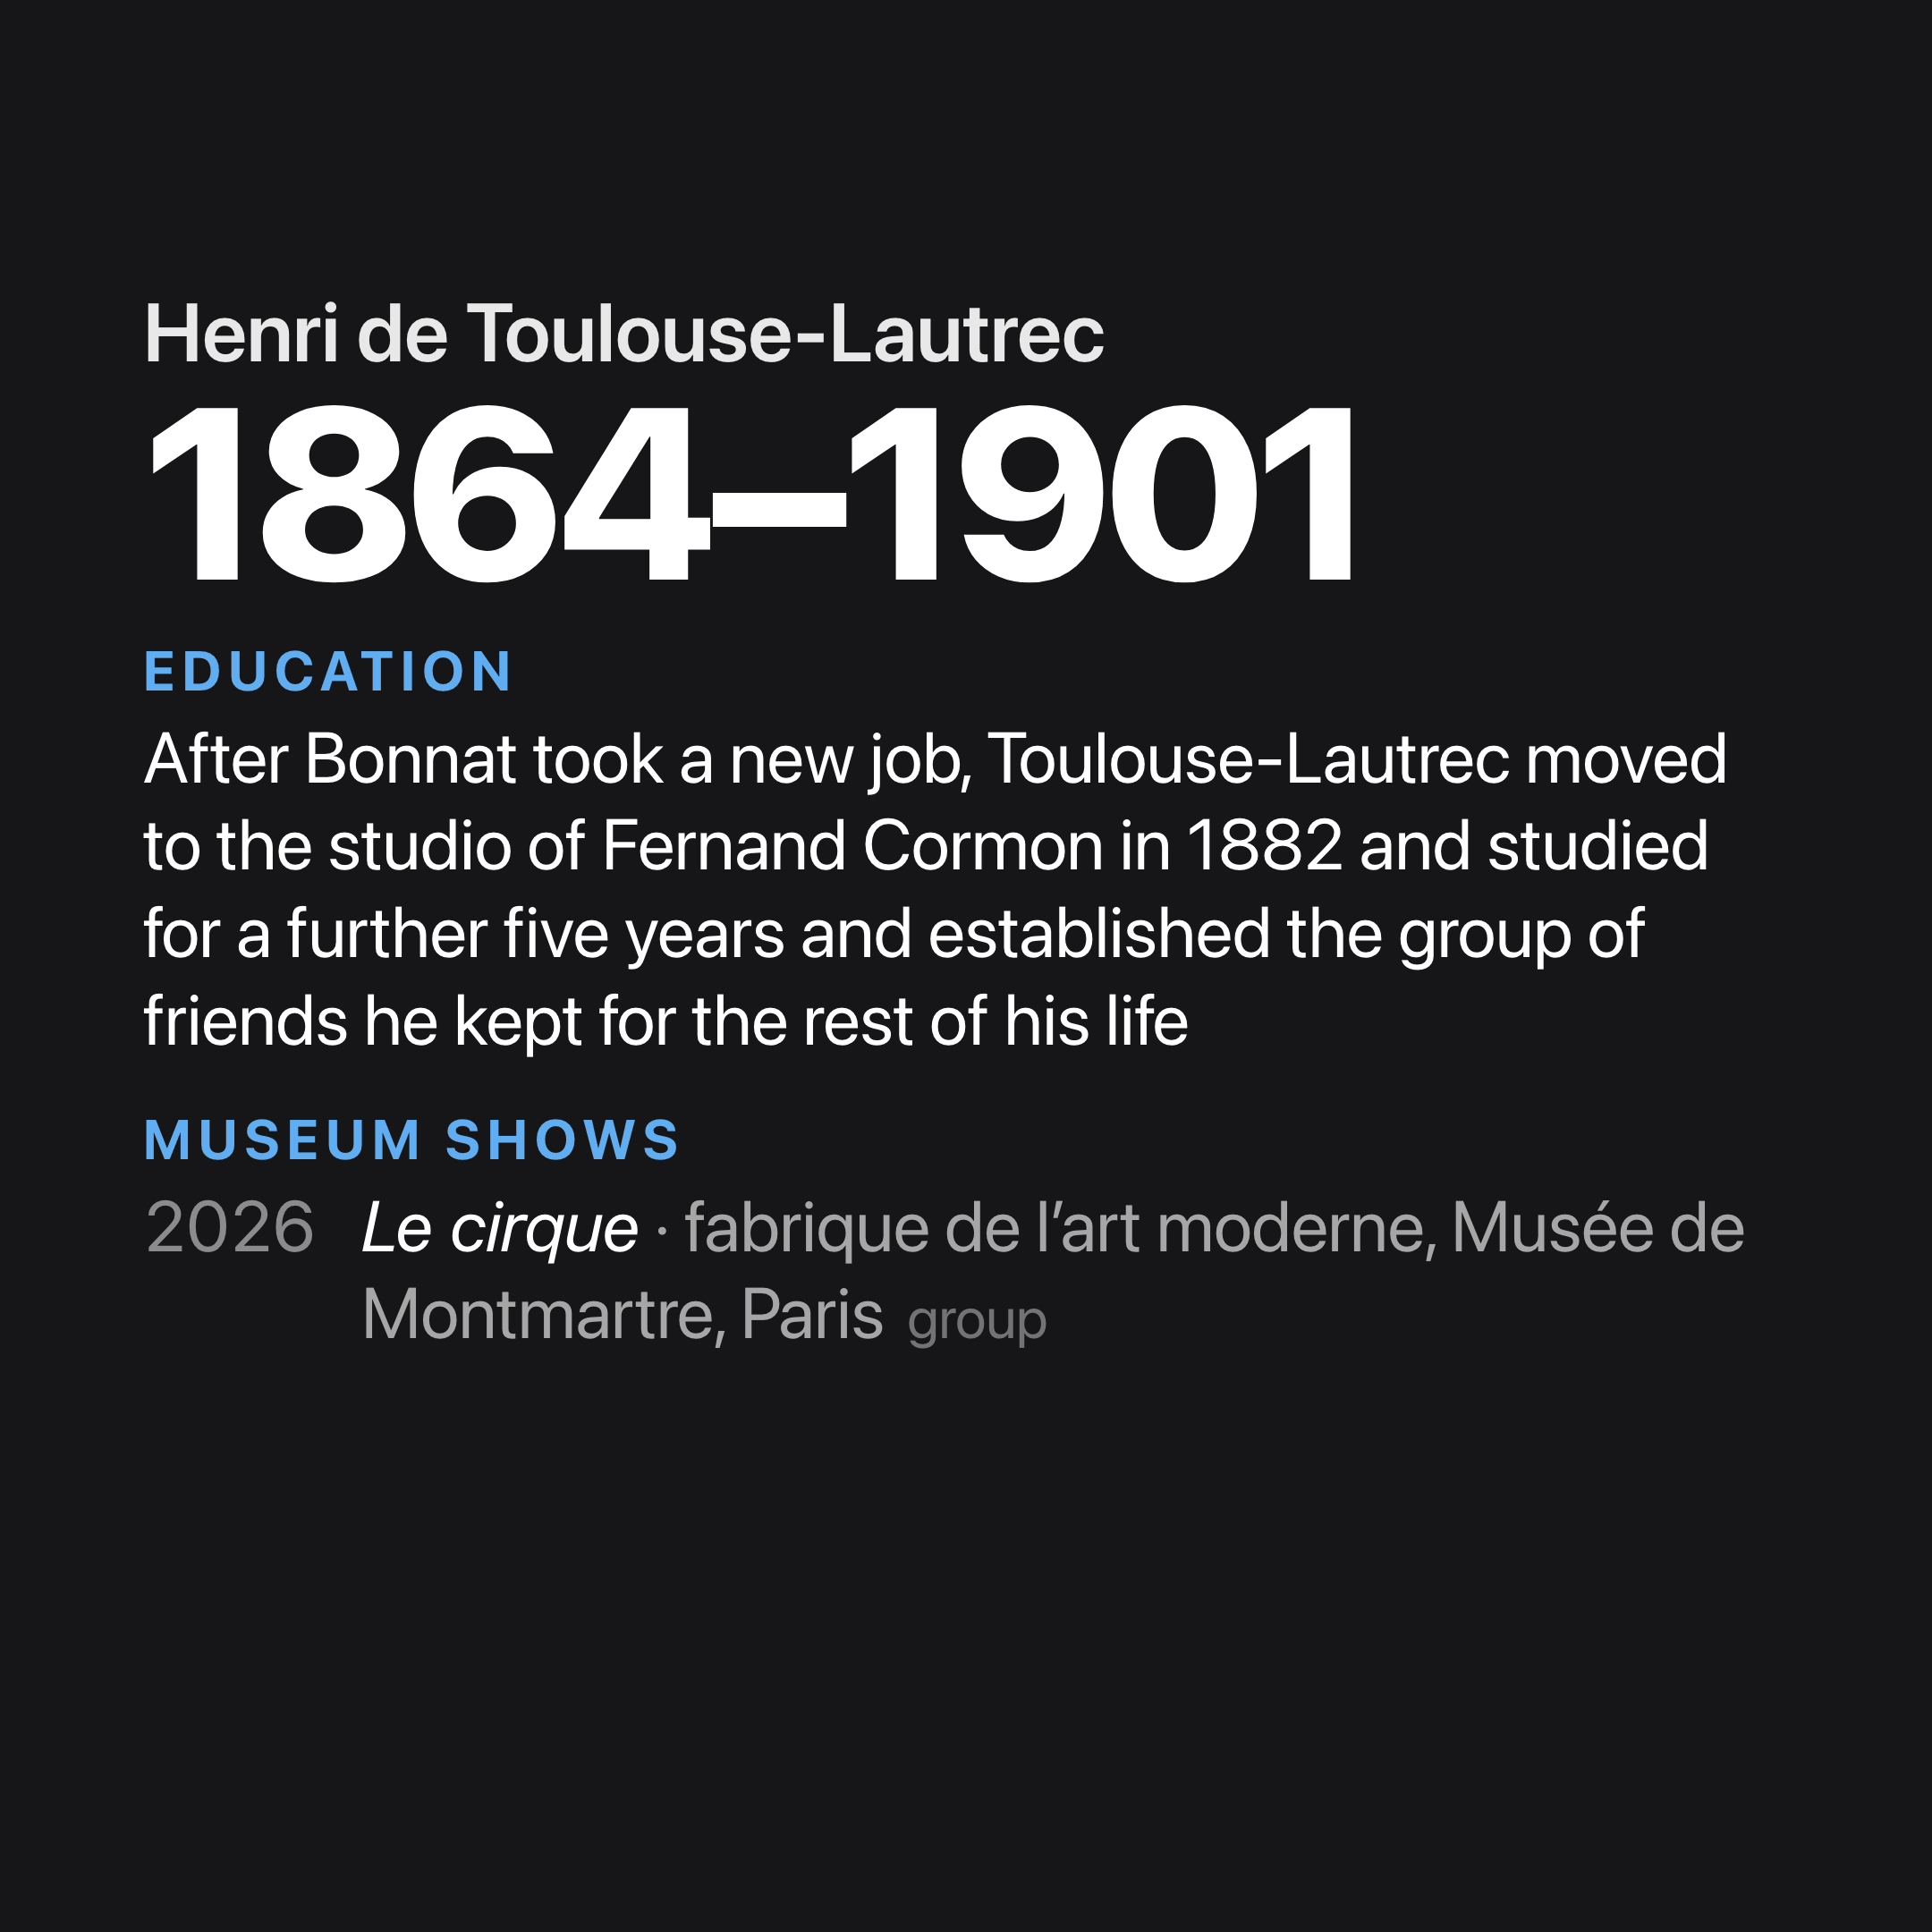 Henri de Toulouse-Lautrec
1864–1901
EDUCATION
After Bonnat took a new job, Toulouse-Lautrec moved
to the studio of Fernand Cormon in 1882 and studied
for a further five years and established the group of
friends he kept for the rest of his life
MUSEUM SHOWS
2026 Le cirque · fabrique de l’art moderne, Musée de
Montmartre, Paris group